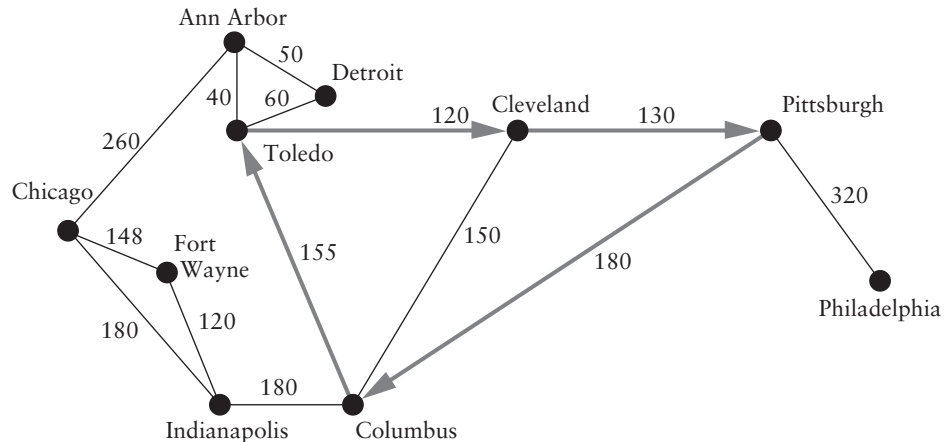 Ann Arbor
50
Detroit
40
60
120
Cleveland
130
Pittsburgh
Toledo
260
Chicago
148
Fort
Wayne
155
150
180
320
Philadelphia
180
120
180
Indianapolis
Columbus